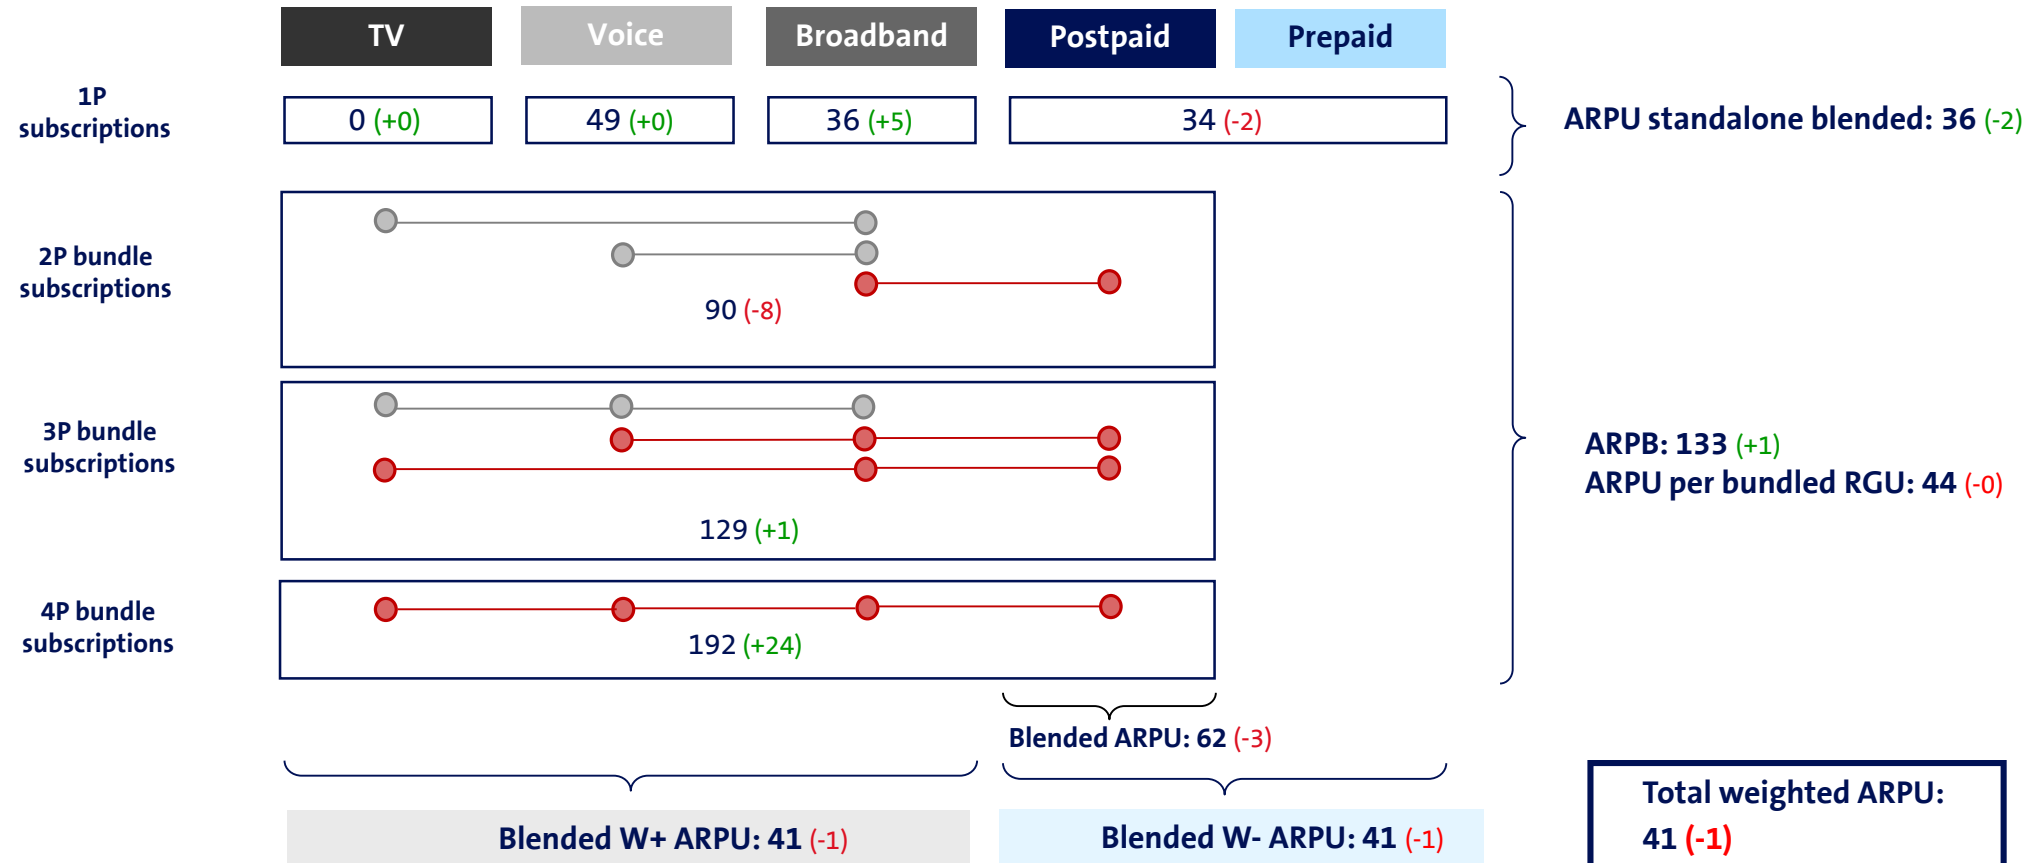 TV Voice Broadband Postpaid Prepaid
1P
subscriptions
0 (+0) 49 (+0) 36 (+5) 34 (-2)
ARPU standalone blended: 36 (-2)
2P bundle
subscriptions
90 (-8)
3P bundle
subscriptions
129 (+1)
ARPB: 133 (+1)
ARPU per bundled RGU: 44 (-0)
4P bundle
subscriptions
192 (+24)
Blended ARPU: 62 (-3)
Blended W+ ARPU: 41 (-1)
Blended W- ARPU: 41 (-1)
Total weighted ARPU:
41 (-1)